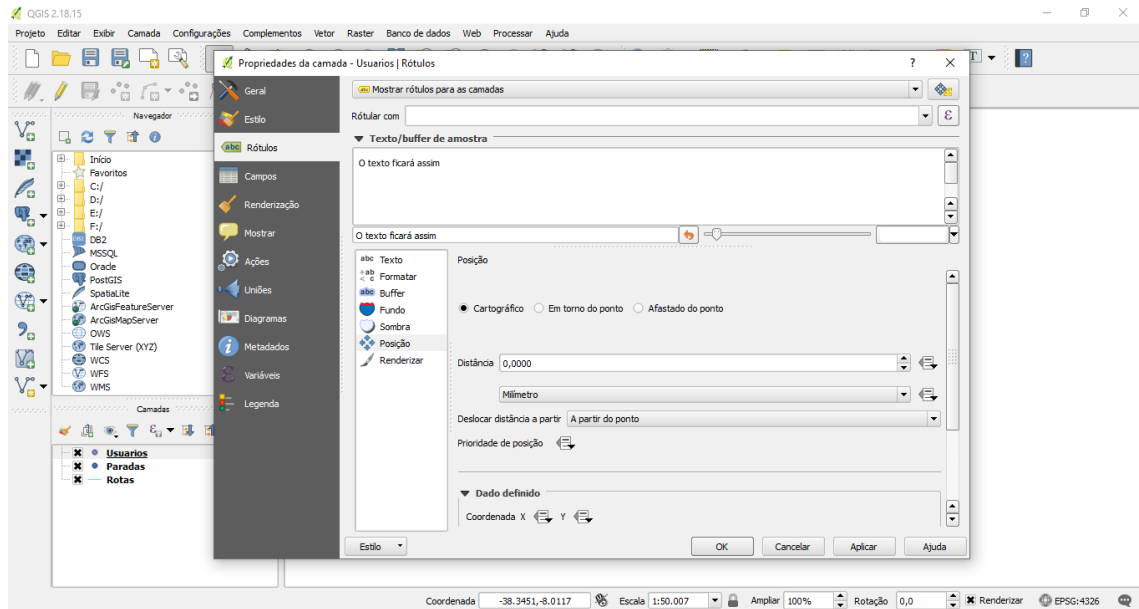 QGIS 2.18.15
Projeto Editar Exibir Camada Configurações Complementos Vetor Raster Banco de dados Web Processar Ajuda
Propriedades da camada - Usuarios | Rótulos
Navegador
Início
Favoritos
C:/
D:/
E:/
F:/
DB2
MSSQL
Oracle
PostGIS
SpatiaLite
ArcGisFeatureServer
ArcGisMapServer
OWS
Tile Server (XYZ)
WCS
WFS
WMS
Camadas
Usuarios
Paradas
Rotas
Geral
Estilo
abc Rótulos
Campos
Renderização
Mostrar
Ações
Uniões
Diagramas
Metadados
Variáveis
Legenda
abc Mostrar rótulos para as camadas
Rótular com
Texto/buffer de amostra
O texto ficará assim
O texto ficará assim
abc Texto
+ab < c Formatar
abc Buffer
Fundo
Sombra
Posição
Renderizar
Posição
Cartográfico Em torno do ponto Afastado do ponto
Distância 0,0000
Milímetro
Deslocar distância a partir A partir do ponto
Prioridade de posição
Dado definido
Coordenada X Y
Estilo OK Cancelar Aplicar Ajuda
Coordenada -38.3451,-8.0117 Escala 1:50.007 Ampliar 100% Rotação 0,0 Renderizar EPSG:4326